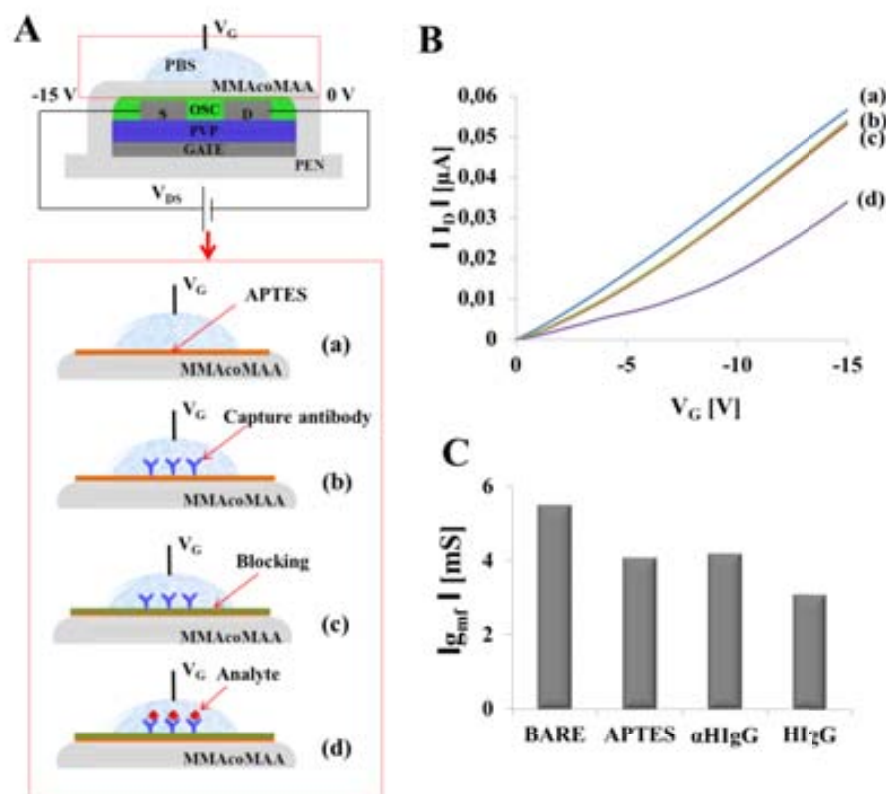 A
V_G
PBS
MMAcoMAA
-15 V
0 V
S
OSC
D
PVP
GATE
PEN
V_DS
V_G
APTES
(a)
MMAcoMAA
V_G
Capture antibody
(b)
MMAcoMAA
V_G
Blocking
(c)
MMAcoMAA
V_G
Analyte
(d)
MMAcoMAA
B
0,06
0,05
0,04
0,03
0,02
0,01
0
0
-5
-10
-15
V_G [V]
(a)
(b)
(c)
(d)
I I_D I [μA]
C
I g_mf I [mS]
6
4
2
0
BARE
APTES
αHIgG
HIgG